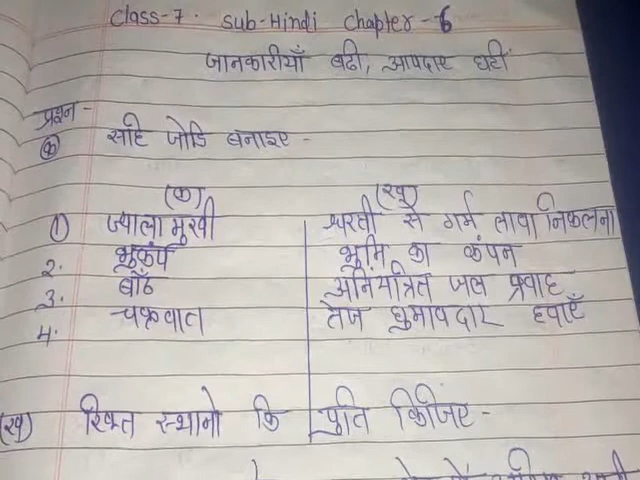 Class-7. Sub-Hindi Chapter-6
जानकारीयाँ बढी, आपदाए घटी
प्रश्न-
(क) सहि जोडि बनाइए -
(क) (ख)
① ज्वालामुखी धरती से गर्म लावा निकलना
2. भूकंप भूमि का कंपन
3. बाँढ अनियंत्रित जल प्रवाह
4. चक्रवात तेज घुमावदार हवाएँ
(ख) रिक्त स्थानो कि पुर्ति किजिए -